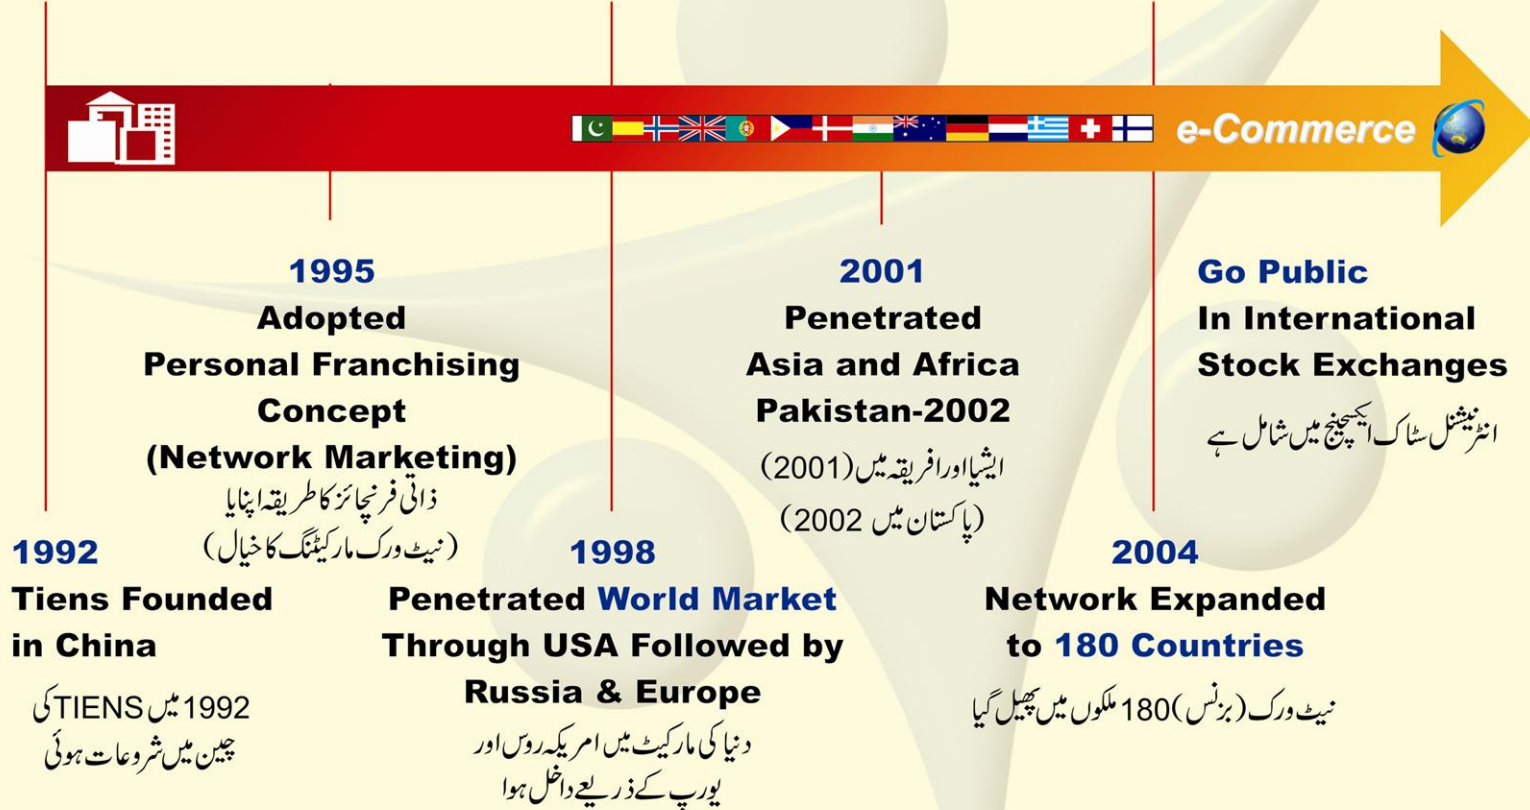 e-Commerce
1995
Adopted
Personal Franchising
Concept
(Network Marketing)
ذاتی فرنچائز کا طریقہ اپنایا
(نیٹ ورک مارکیٹنگ کا خیال)
2001
Penetrated
Asia and Africa
Pakistan-2002
ایشیا اور افریقہ میں (2001)
(پاکستان میں 2002)
Go Public
In International
Stock Exchanges
انٹرنیشنل سٹاک ایکسچینج میں شامل ہے
1992
Tiens Founded
in China
1992 میں TIENS کی
چین میں شروعات ہوئی
1998
Penetrated World Market
Through USA Followed by
Russia & Europe
دنیا کی مارکیٹ میں امریکہ روس اور
یورپ کے ذریعے داخل ہوا
2004
Network Expanded
to 180 Countries
نیٹ ورک (بزنس) 180 ملکوں میں پھیل گیا